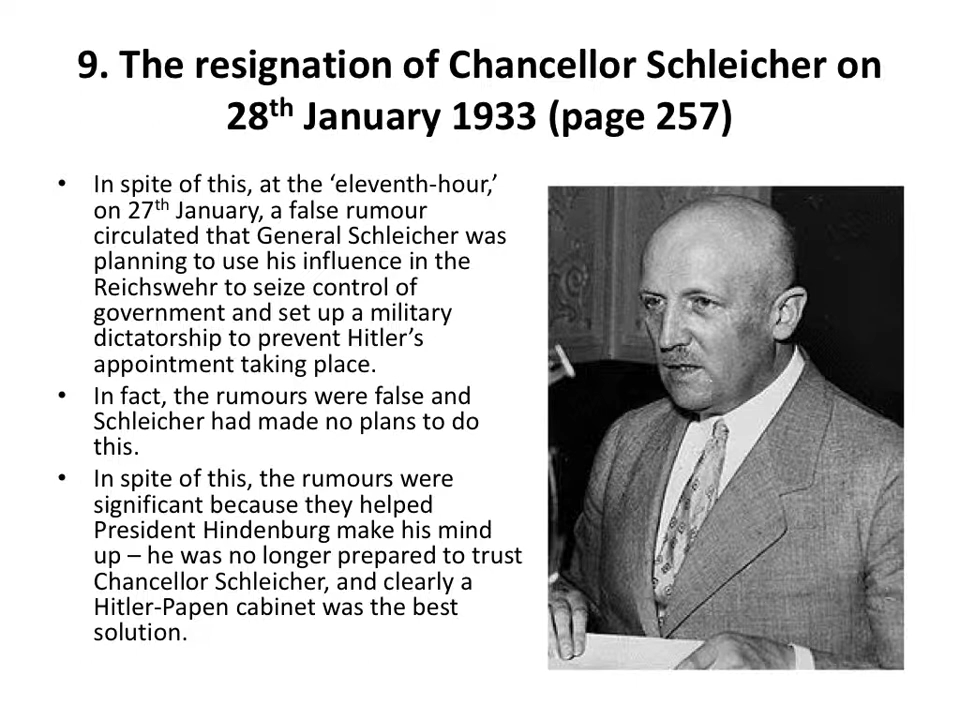 9. The resignation of Chancellor Schleicher on
28th January 1933 (page 257)
• In spite of this, at the ‘eleventh-hour,’
on 27th January, a false rumour
circulated that General Schleicher was
planning to use his influence in the
Reichswehr to seize control of
government and set up a military
dictatorship to prevent Hitler’s
appointment taking place.
• In fact, the rumours were false and
Schleicher had made no plans to do
this.
• In spite of this, the rumours were
significant because they helped
President Hindenburg make his mind
up – he was no longer prepared to trust
Chancellor Schleicher, and clearly a
Hitler-Papen cabinet was the best
solution.